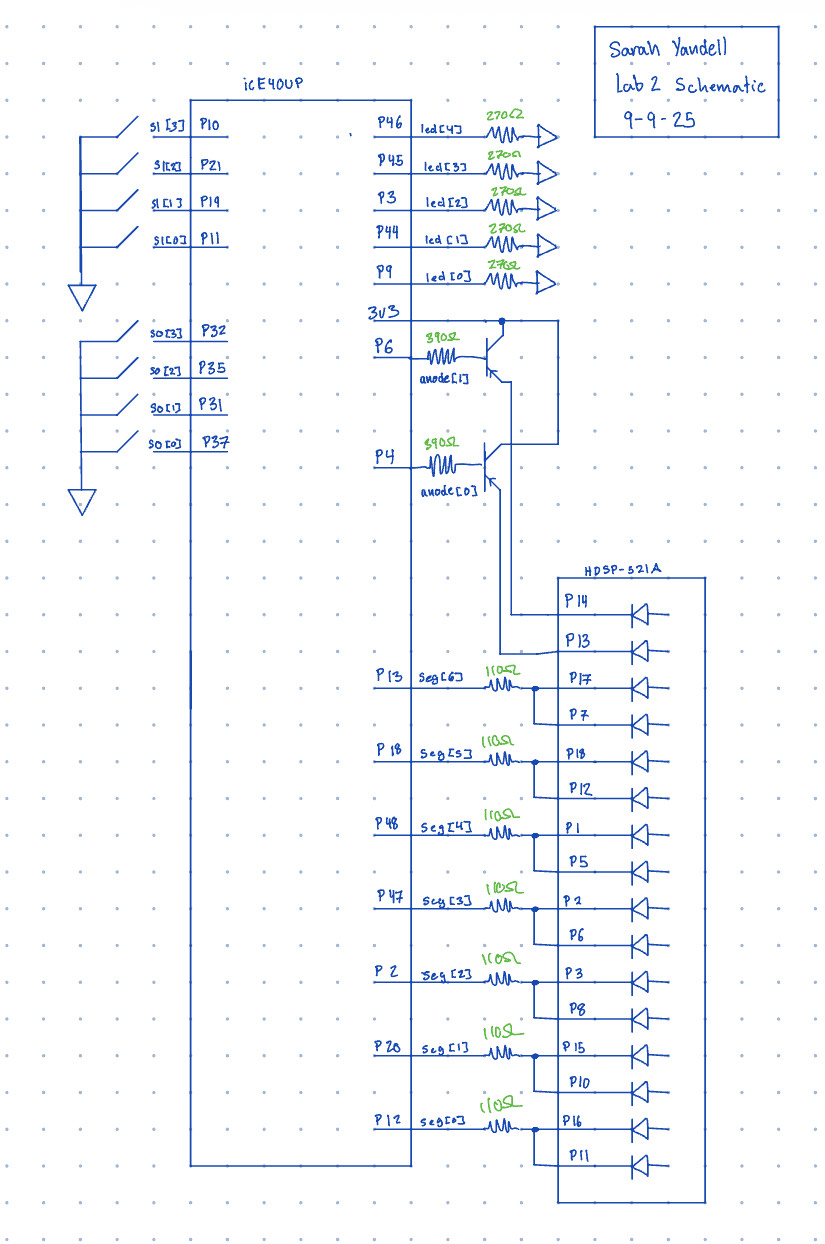 Sarah Yandell
Lab 2 Schematic
9-9-25
iCE40UP
S1[3] P10
S1[2] P21
S1[1] P19
S1[0] P11
S0[3] P32
S0[2] P35
S0[1] P31
S0[0] P37
P46 led[4] 270Ω
P45 led[3] 270Ω
P3 led[2] 270Ω
P44 led[1] 270Ω
P9 led[0] 270Ω
3v3
P6 390Ω
anode[1]
P4 390Ω
anode[0]
HDSP-521A
P14
P13
P13 Seg[6] 110Ω P17
P7
P18 Seg[5] 110Ω P18
P12
P48 Seg[4] 110Ω P1
P5
P47 Seg[3] 110Ω P2
P6
P2 Seg[2] 110Ω P3
P8
P20 Seg[1] 110Ω P15
P10
P12 Seg[0] 110Ω P16
P11